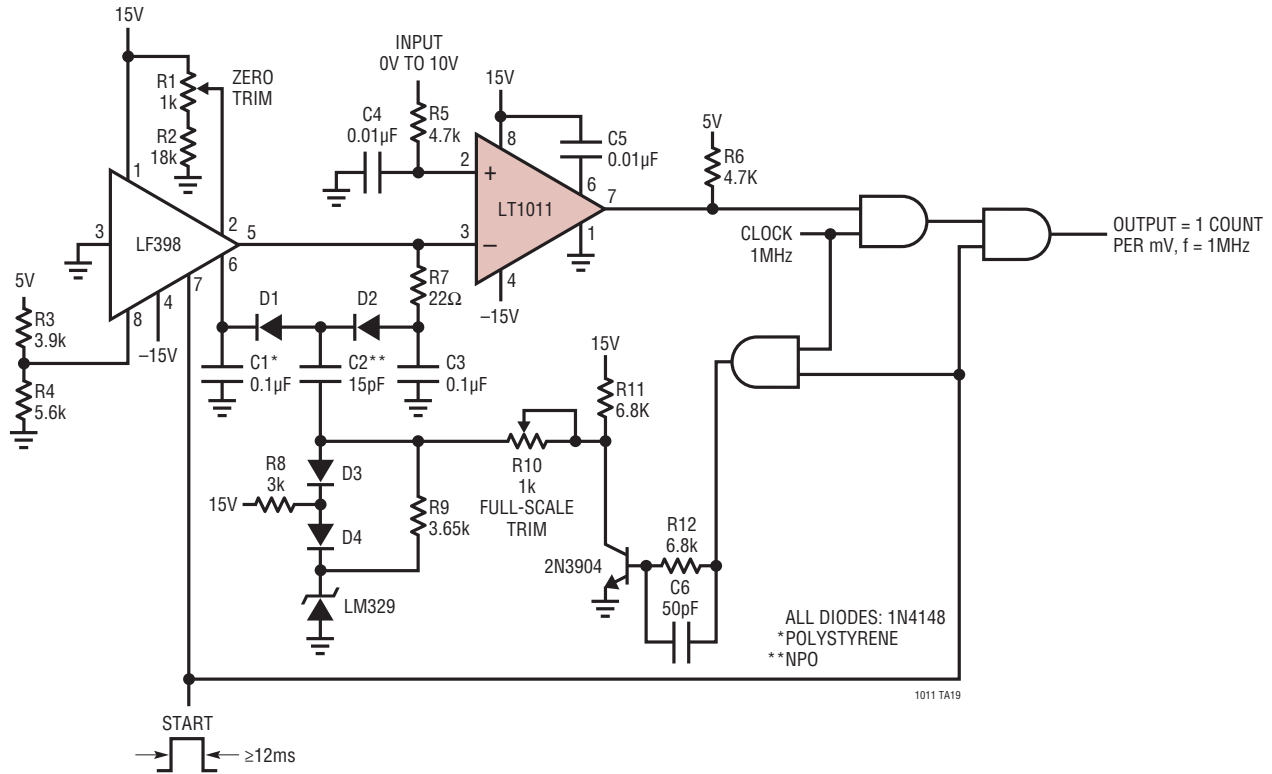 15V
R1
1k
ZERO
TRIM
R2
18k
1
2
3
LF398
5
6
7
4
8
–15V
5V
R3
3.9k
R4
5.6k
INPUT
0V TO 10V
C4
0.01µF
R5
4.7k
15V
8
C5
0.01µF
2
+
LT1011
3
–
6
7
1
4
–15V
5V
R6
4.7K
CLOCK
1MHz
OUTPUT = 1 COUNT
PER mV, f = 1MHz
R7
22Ω
D1
D2
C1*
0.1µF
C2**
15pF
C3
0.1µF
15V
R11
6.8K
R8
3k
15V
D3
D4
R9
3.65k
R10
1k
FULL-SCALE
TRIM
LM329
2N3904
R12
6.8k
C6
50pF
ALL DIODES: 1N4148
*POLYSTYRENE
**NPO
1011 TA19
START
≥12ms